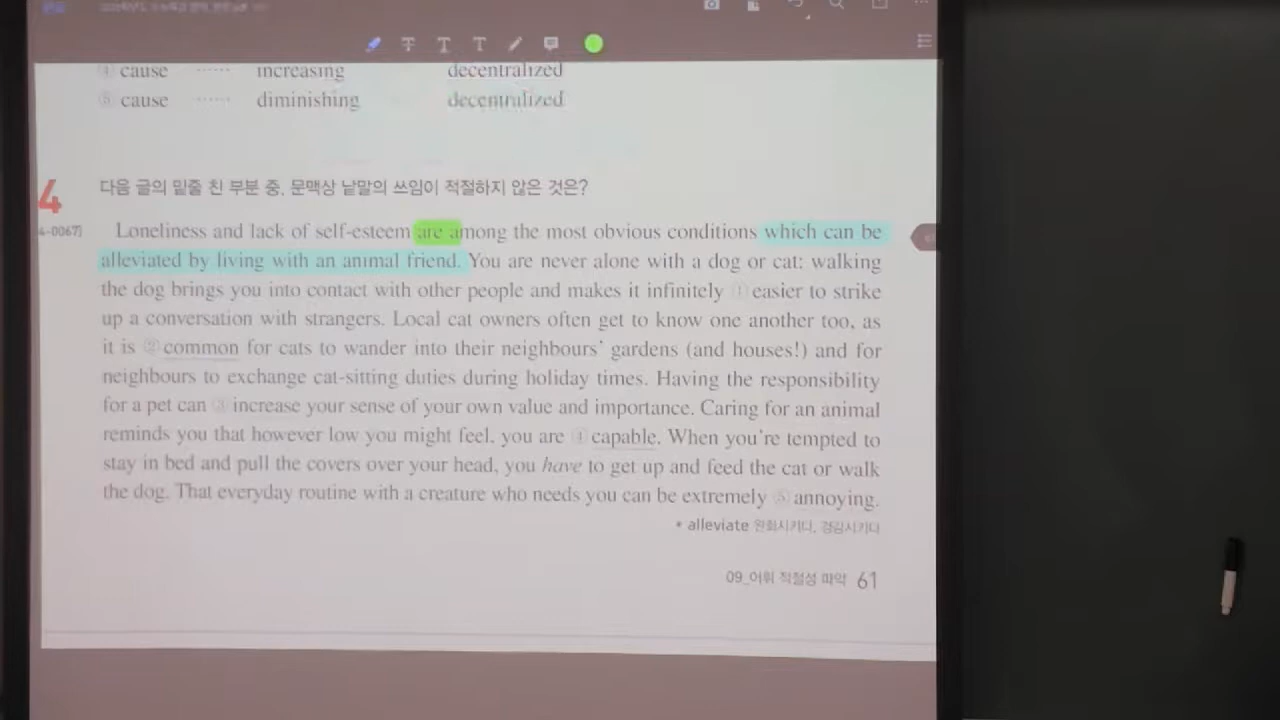 ④ cause ······ increasing decentralized
⑤ cause ······ diminishing decentralized
4 다음 글의 밑줄 친 부분 중, 문맥상 낱말의 쓰임이 적절하지 않은 것은?
4-0067]
Loneliness and lack of self-esteem are among the most obvious conditions which can be
alleviated by living with an animal friend. You are never alone with a dog or cat: walking
the dog brings you into contact with other people and makes it infinitely ① easier to strike
up a conversation with strangers. Local cat owners often get to know one another too, as
it is ② common for cats to wander into their neighbours' gardens (and houses!) and for
neighbours to exchange cat-sitting duties during holiday times. Having the responsibility
for a pet can ③ increase your sense of your own value and importance. Caring for an animal
reminds you that however low you might feel, you are ④ capable. When you're tempted to
stay in bed and pull the covers over your head, you have to get up and feed the cat or walk
the dog. That everyday routine with a creature who needs you can be extremely ⑤ annoying.
* alleviate 완화시키다, 경감시키다
09_어휘 적절성 파악 61